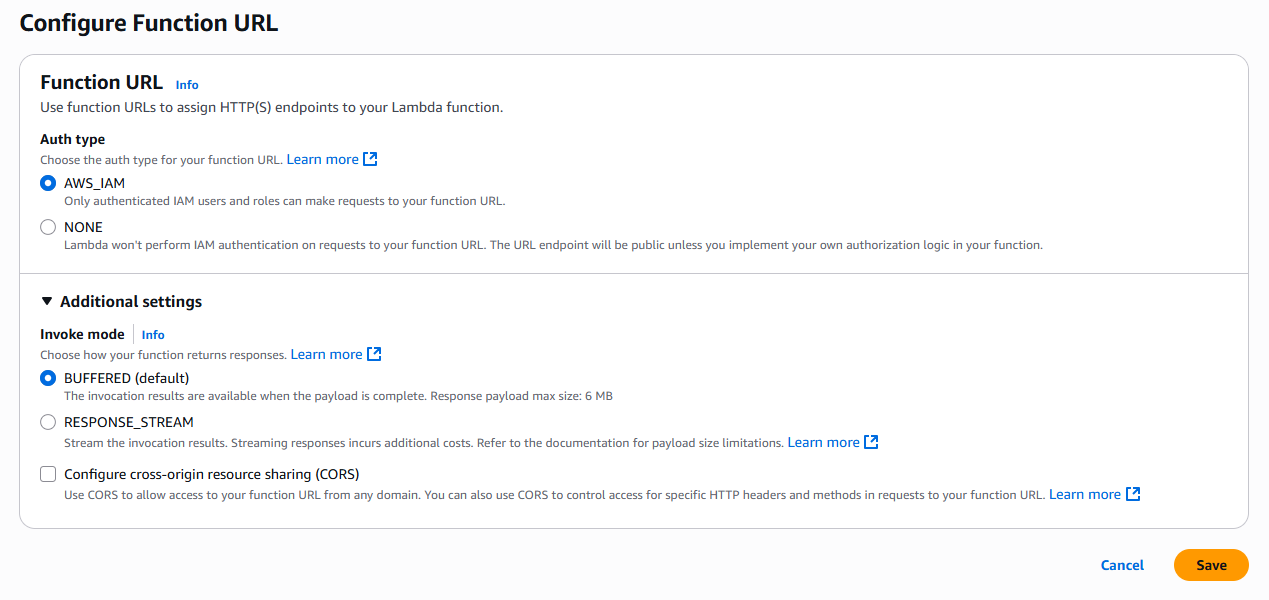 Configure Function URL
Function URL Info
Use function URLs to assign HTTP(S) endpoints to your Lambda function.
Auth type
Choose the auth type for your function URL. Learn more
AWS_IAM
Only authenticated IAM users and roles can make requests to your function URL.
NONE
Lambda won't perform IAM authentication on requests to your function URL. The URL endpoint will be public unless you implement your own authorization logic in your function.
Additional settings
Invoke mode Info
Choose how your function returns responses. Learn more
BUFFERED (default)
The invocation results are available when the payload is complete. Response payload max size: 6 MB
RESPONSE_STREAM
Stream the invocation results. Streaming responses incurs additional costs. Refer to the documentation for payload size limitations. Learn more
Configure cross-origin resource sharing (CORS)
Use CORS to allow access to your function URL from any domain. You can also use CORS to control access for specific HTTP headers and methods in requests to your function URL. Learn more
Cancel Save